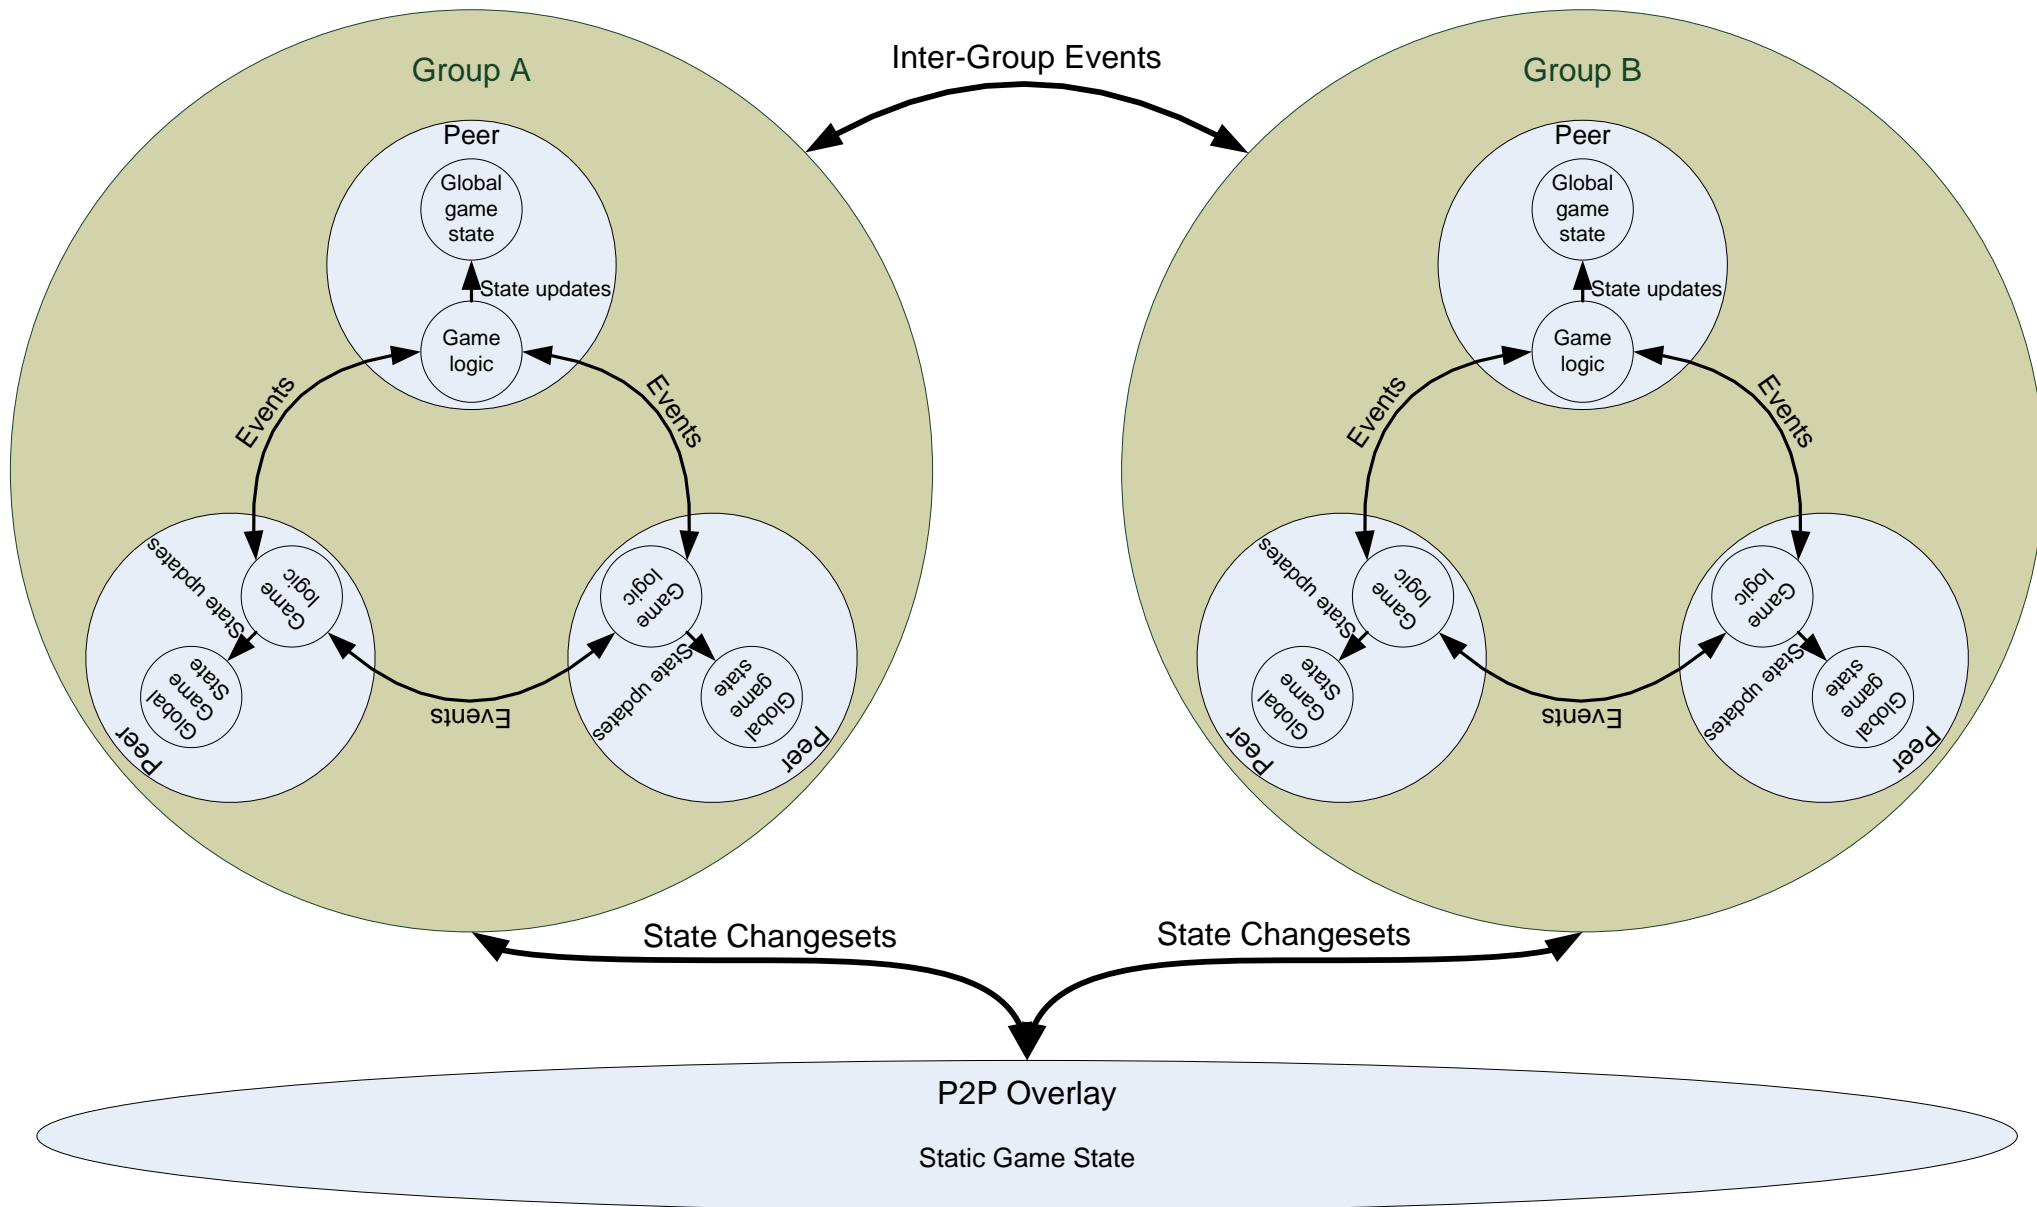 Inter-Group Events
Group A
Peer
Global
game
state
State updates
Game
logic
Events
Events
State updates
Game
logic
Global
Game
State
Peer
Events
Game
logic
State updates
Global
game
state
Peer
Group B
Peer
Global
game
state
State updates
Game
logic
Events
Events
State updates
Game
logic
Global
Game
State
Peer
Events
Game
logic
State updates
Global
game
state
Peer
State Changesets
State Changesets
P2P Overlay
Static Game State